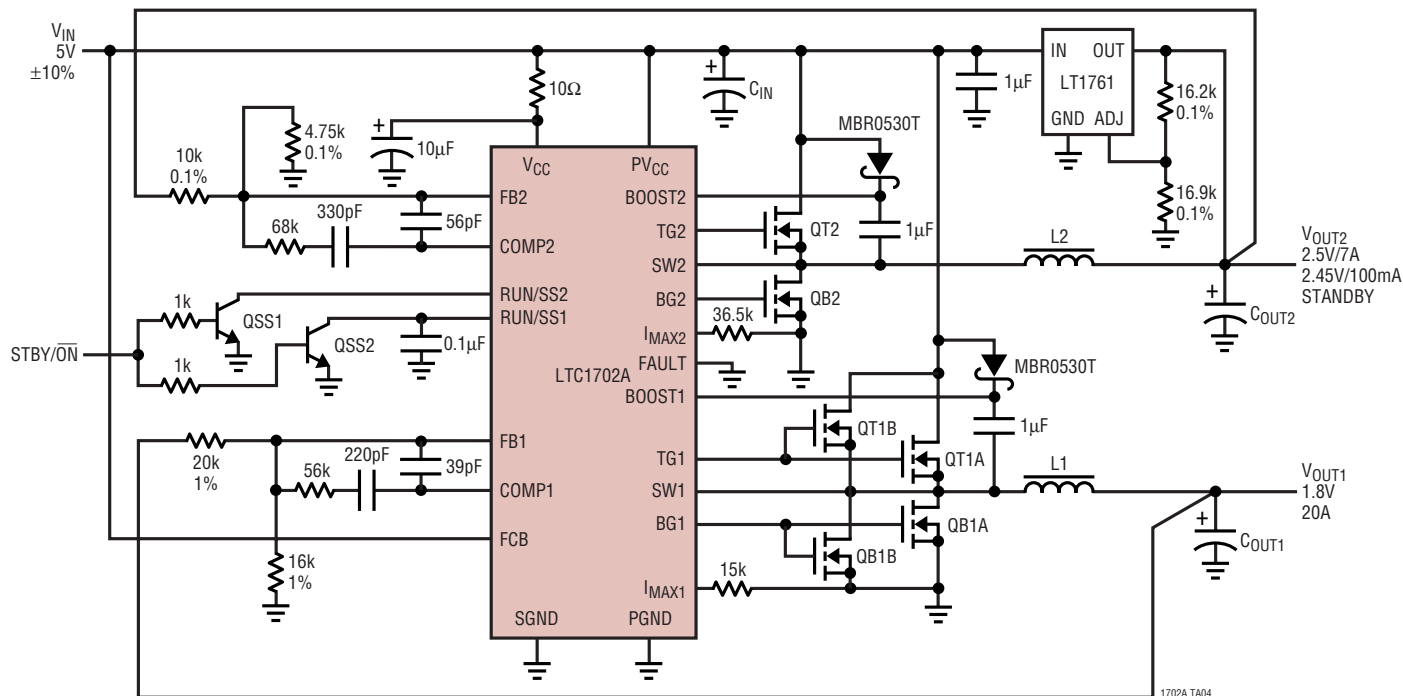 VIN
5V
±10%
10Ω
10µF
4.75k
0.1%
10k
0.1%
330pF
68k
56pF
1k
QSS1
STBY/ON
1k
QSS2
0.1µF
20k
1%
220pF
56k
39pF
16k
1%
VCC
PVCC
FB2
COMP2
RUN/SS2
RUN/SS1
LTC1702A
FB1
COMP1
FCB
SGND
PGND
BOOST2
TG2
SW2
BG2
IMAX2
FAULT
BOOST1
TG1
SW1
BG1
IMAX1
CIN
MBR0530T
1µF
QT2
QB2
36.5k
1µF
IN
OUT
LT1761
GND
ADJ
16.2k
0.1%
16.9k
0.1%
L2
VOUT2
2.5V/7A
2.45V/100mA
STANDBY
COUT2
MBR0530T
1µF
QT1B
QT1A
QB1A
QB1B
15k
L1
VOUT1
1.8V
20A
COUT1
1702A TA04